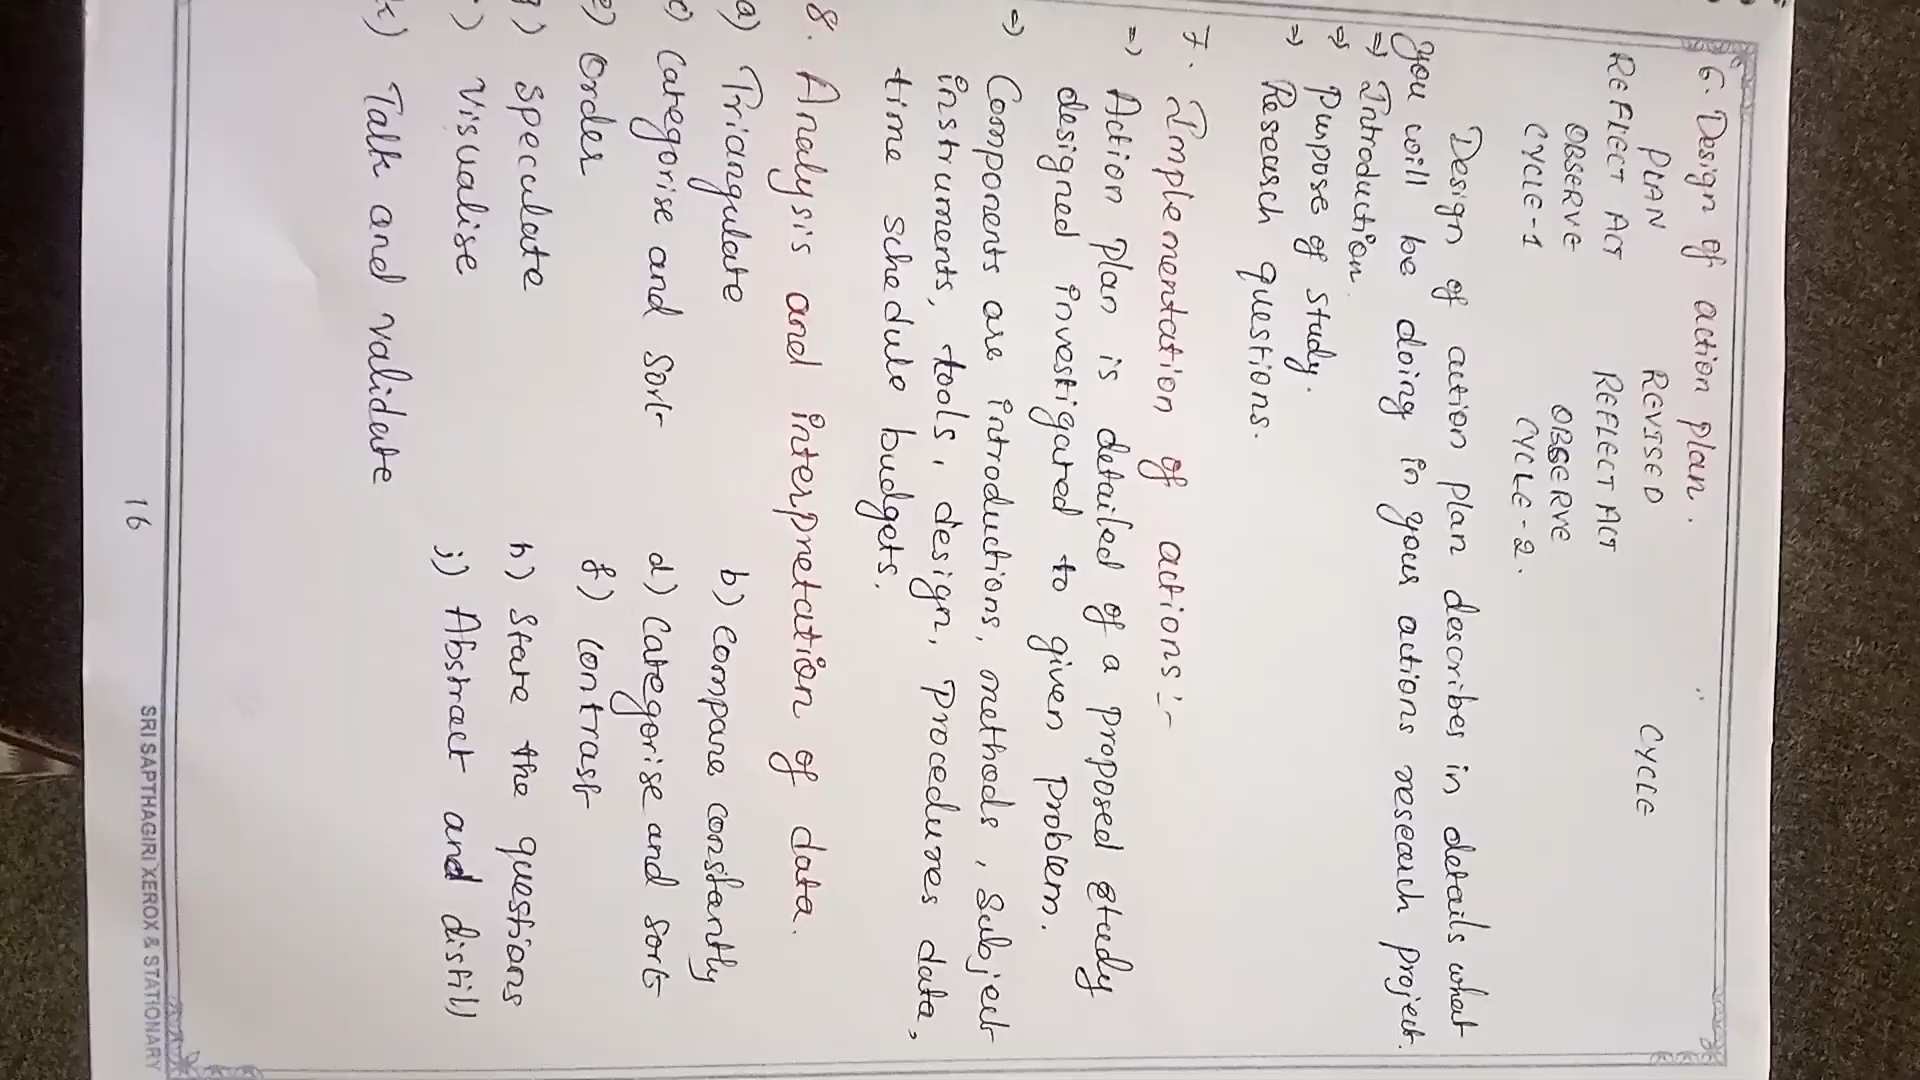 6. Design of action plan.
PLAN REVISED CYCLE
REFLECT ACT REFLECT ACT
OBSERVE OBSERVE
CYCLE-1 CYCLE-2.
Design of action plan describes in details what
you will be doing in your actions research project.
=> Introduction.
=> Purpose of study.
=> Research questions.
7. Implementation of actions:-
=> Action plan is detailed of a proposed study
designed investigated to given problem.
=> Components are introductions, methods, subject
instruments, tools, design, procedures data,
time schedule budgets.
8. Analysis and interpretation of data.
a) Triangulate b) compare constantly
c) categorise and sort d) categorise and sort
e) order f) contrast
g) speculate h) state the questions
visualise j) Abstract and distill
k) Talk and validate
16
SRI SAPTHAGIRI XEROX & STATIONARY